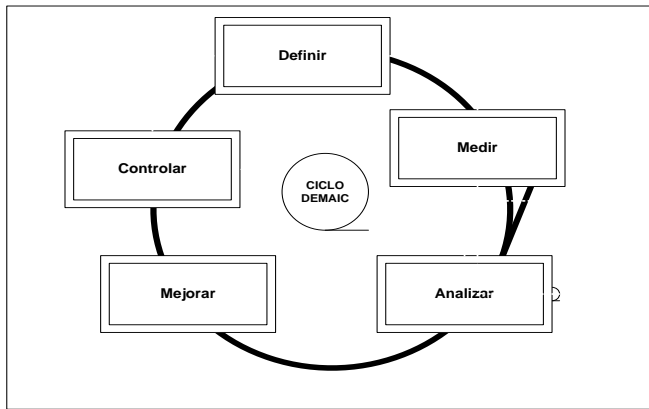 Definir
Medir
Controlar
CICLO
DEMAIC
Mejorar
Analizar